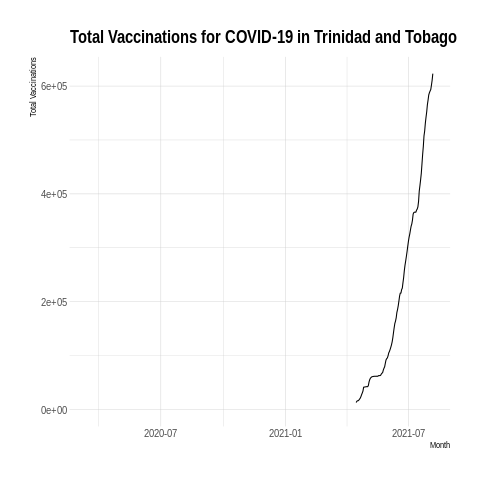 Total Vaccinations for COVID-19 in Trinidad and Tobago
Total Vaccinations
6e+05
4e+05
2e+05
0e+00
2020-07
2021-01
2021-07
Month